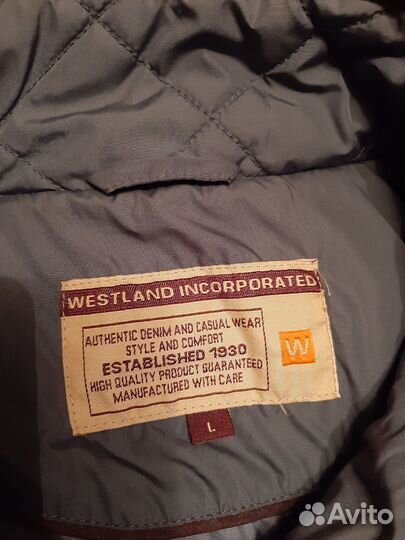 WESTLAND INCORPORATED
AUTHENTIC DENIM AND CASUAL WEAR
STYLE AND COMFORT
ESTABLISHED 1930
HIGH QUALITY PRODUCT GUARANTEED
MANUFACTURED WITH CARE
W
L
Avito